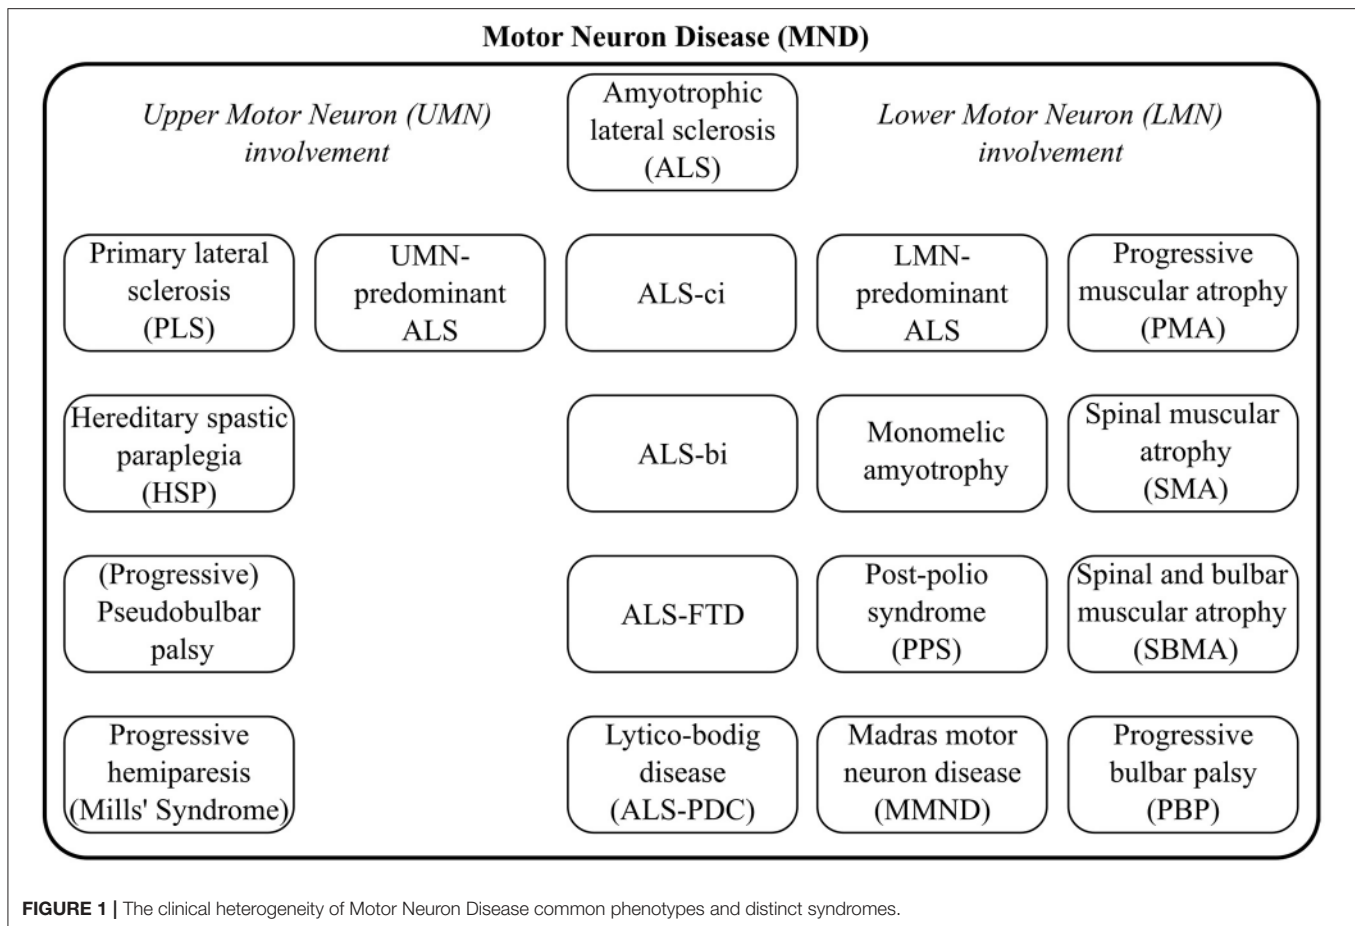 Motor Neuron Disease (MND)
Upper Motor Neuron (UMN)
involvement
Amyotrophic
lateral sclerosis
(ALS)
Lower Motor Neuron (LMN)
involvement
Primary lateral
sclerosis
(PLS)
UMN-
predominant
ALS
ALS-ci
LMN-
predominant
ALS
Progressive
muscular atrophy
(PMA)
Hereditary spastic
paraplegia
(HSP)
ALS-bi
Monomelic
amyotrophy
Spinal muscular
atrophy
(SMA)
(Progressive)
Pseudobulbar
palsy
ALS-FTD
Post-polio
syndrome
(PPS)
Spinal and bulbar
muscular atrophy
(SBMA)
Progressive
hemiparesis
(Mills' Syndrome)
Lytico-bodig
disease
(ALS-PDC)
Madras motor
neuron disease
(MMND)
Progressive
bulbar palsy
(PBP)
FIGURE 1 | The clinical heterogeneity of Motor Neuron Disease common phenotypes and distinct syndromes.